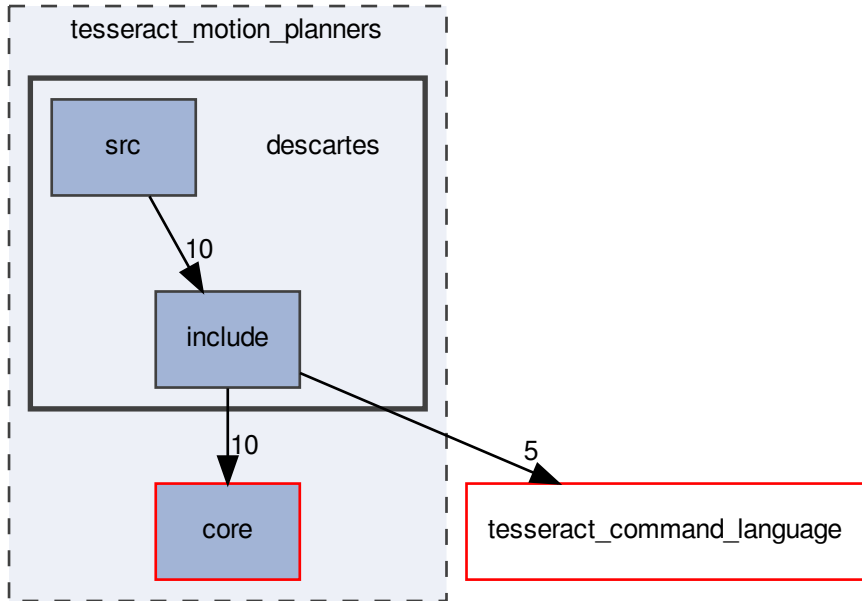 tesseract_motion_planners
src
descartes
10
include
10
5
core
tesseract_command_language